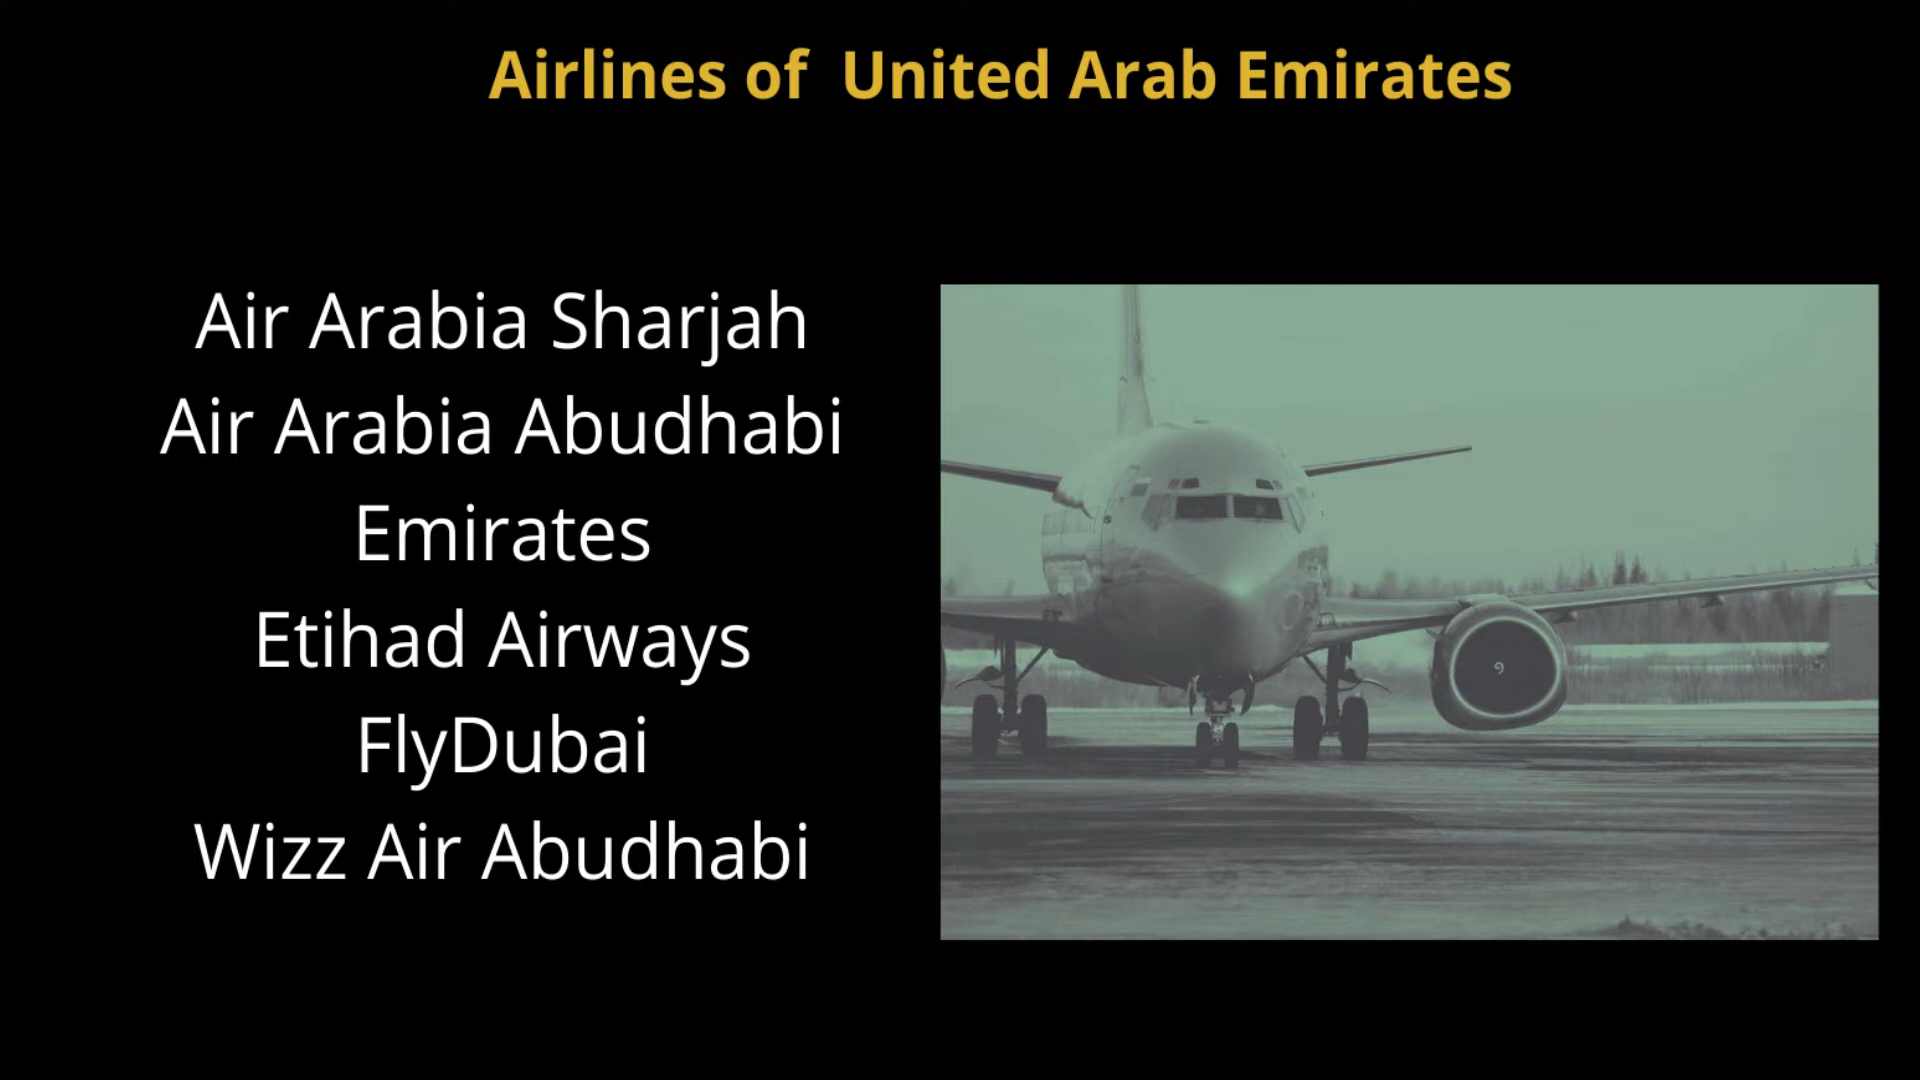 Airlines of  United Arab Emirates
Air Arabia Sharjah
Air Arabia Abudhabi
Emirates
Etihad Airways
FlyDubai
Wizz Air Abudhabi